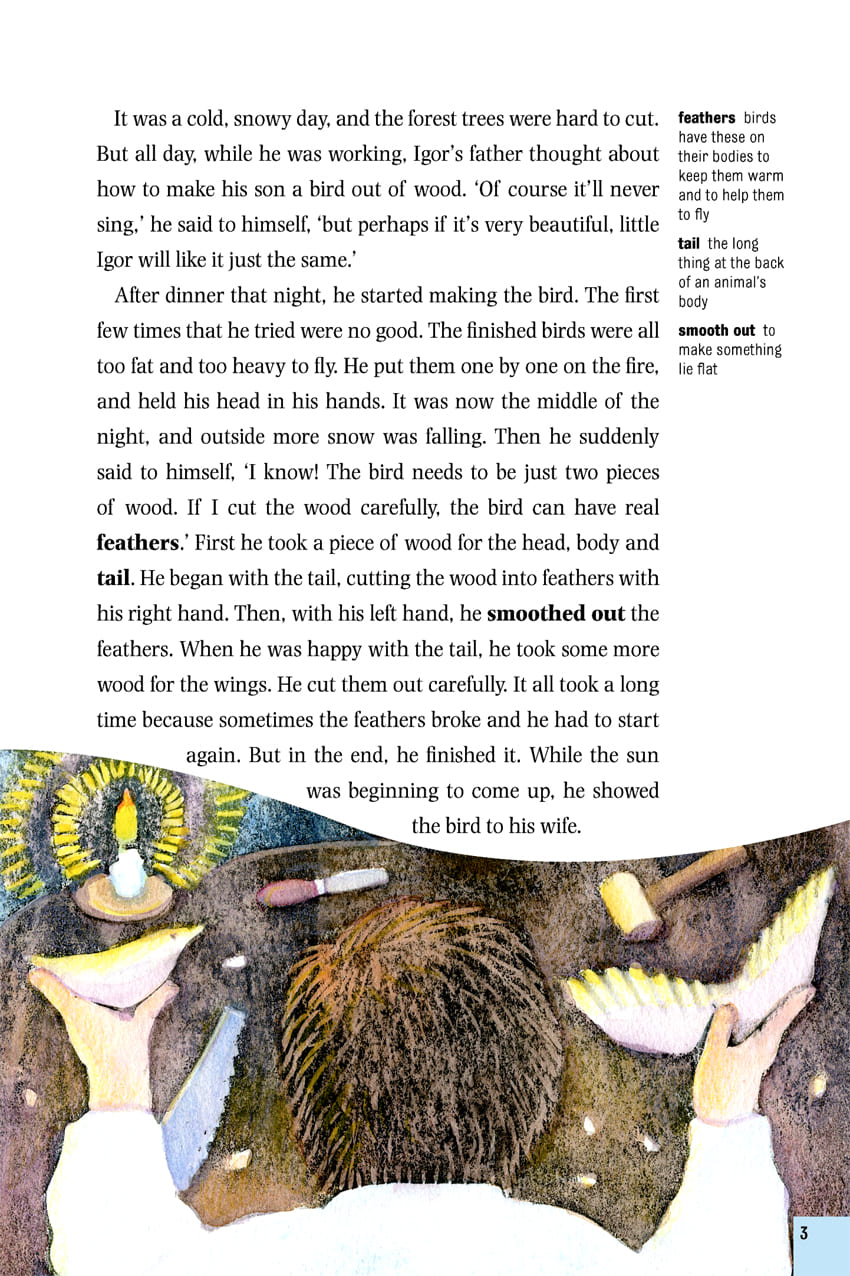 It was a cold, snowy day, and the forest trees were hard to cut.
But all day, while he was working, Igor’s father thought about
how to make his son a bird out of wood. ‘Of course it’ll never
sing,’ he said to himself, ‘but perhaps if it’s very beautiful, little
Igor will like it just the same.’
After dinner that night, he started making the bird. The first
few times that he tried were no good. The finished birds were all
too fat and too heavy to fly. He put them one by one on the fire,
and held his head in his hands. It was now the middle of the
night, and outside more snow was falling. Then he suddenly
said to himself, ‘I know! The bird needs to be just two pieces
of wood. If I cut the wood carefully, the bird can have real
feathers.’ First he took a piece of wood for the head, body and
tail. He began with the tail, cutting the wood into feathers with
his right hand. Then, with his left hand, he smoothed out the
feathers. When he was happy with the tail, he took some more
wood for the wings. He cut them out carefully. It all took a long
time because sometimes the feathers broke and he had to start
again. But in the end, he finished it. While the sun
was beginning to come up, he showed
the bird to his wife.
feathers birds
have these on
their bodies to
keep them warm
and to help them
to fly
tail the long
thing at the back
of an animal’s
body
smooth out to
make something
lie flat
3